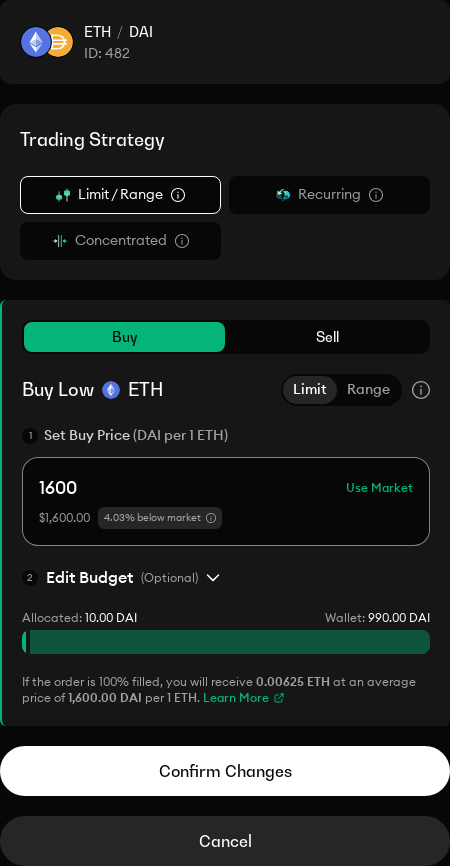 ETH / DAI
ID: 482
Trading Strategy
Limit / Range
Recurring
Concentrated
Buy
Sell
Buy Low ETH
Limit
Range
1 Set Buy Price (DAI per 1 ETH)
1600
Use Market
$1,600.00
4.03% below market
2 Edit Budget (Optional)
Allocated: 10.00 DAI
Wallet: 990.00 DAI
If the order is 100% filled, you will receive 0.00625 ETH at an average
price of 1,600.00 DAI per 1 ETH. Learn More
Confirm Changes
Cancel